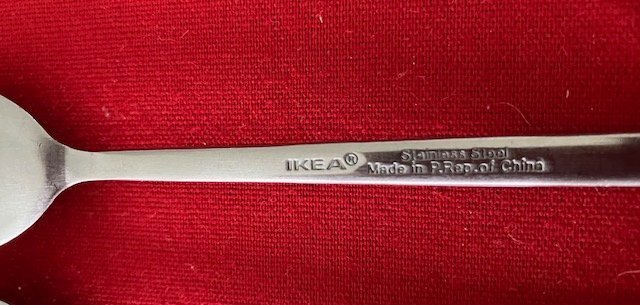 IKEA®
Stainless Steel
Made in P.Rep.of China